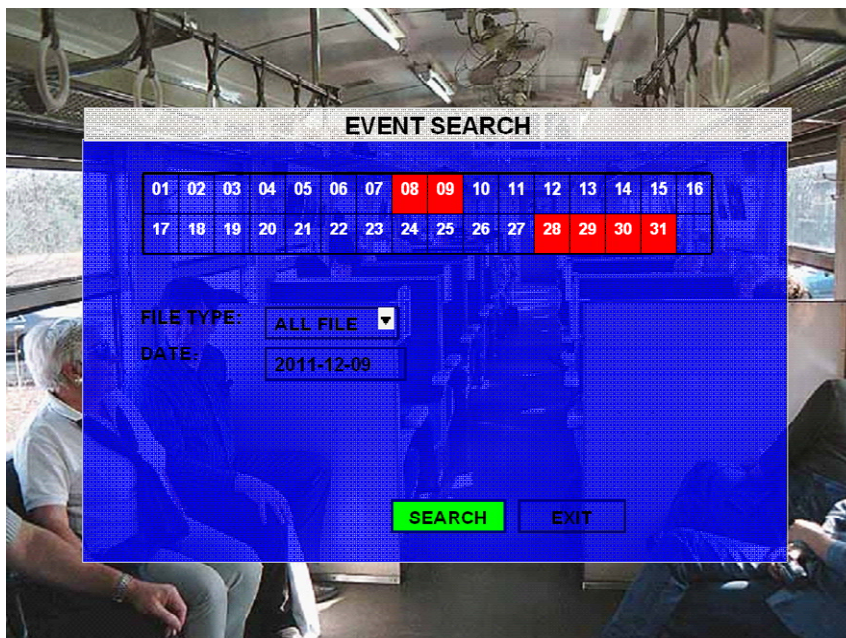 EVENT SEARCH
01 02 03 04 05 06 07 08 09 10 11 12 13 14 15 16
17 18 19 20 21 22 23 24 25 26 27 28 29 30 31
FILE TYPE: ALL FILE
DATE: 2011-12-09
SEARCH EXIT